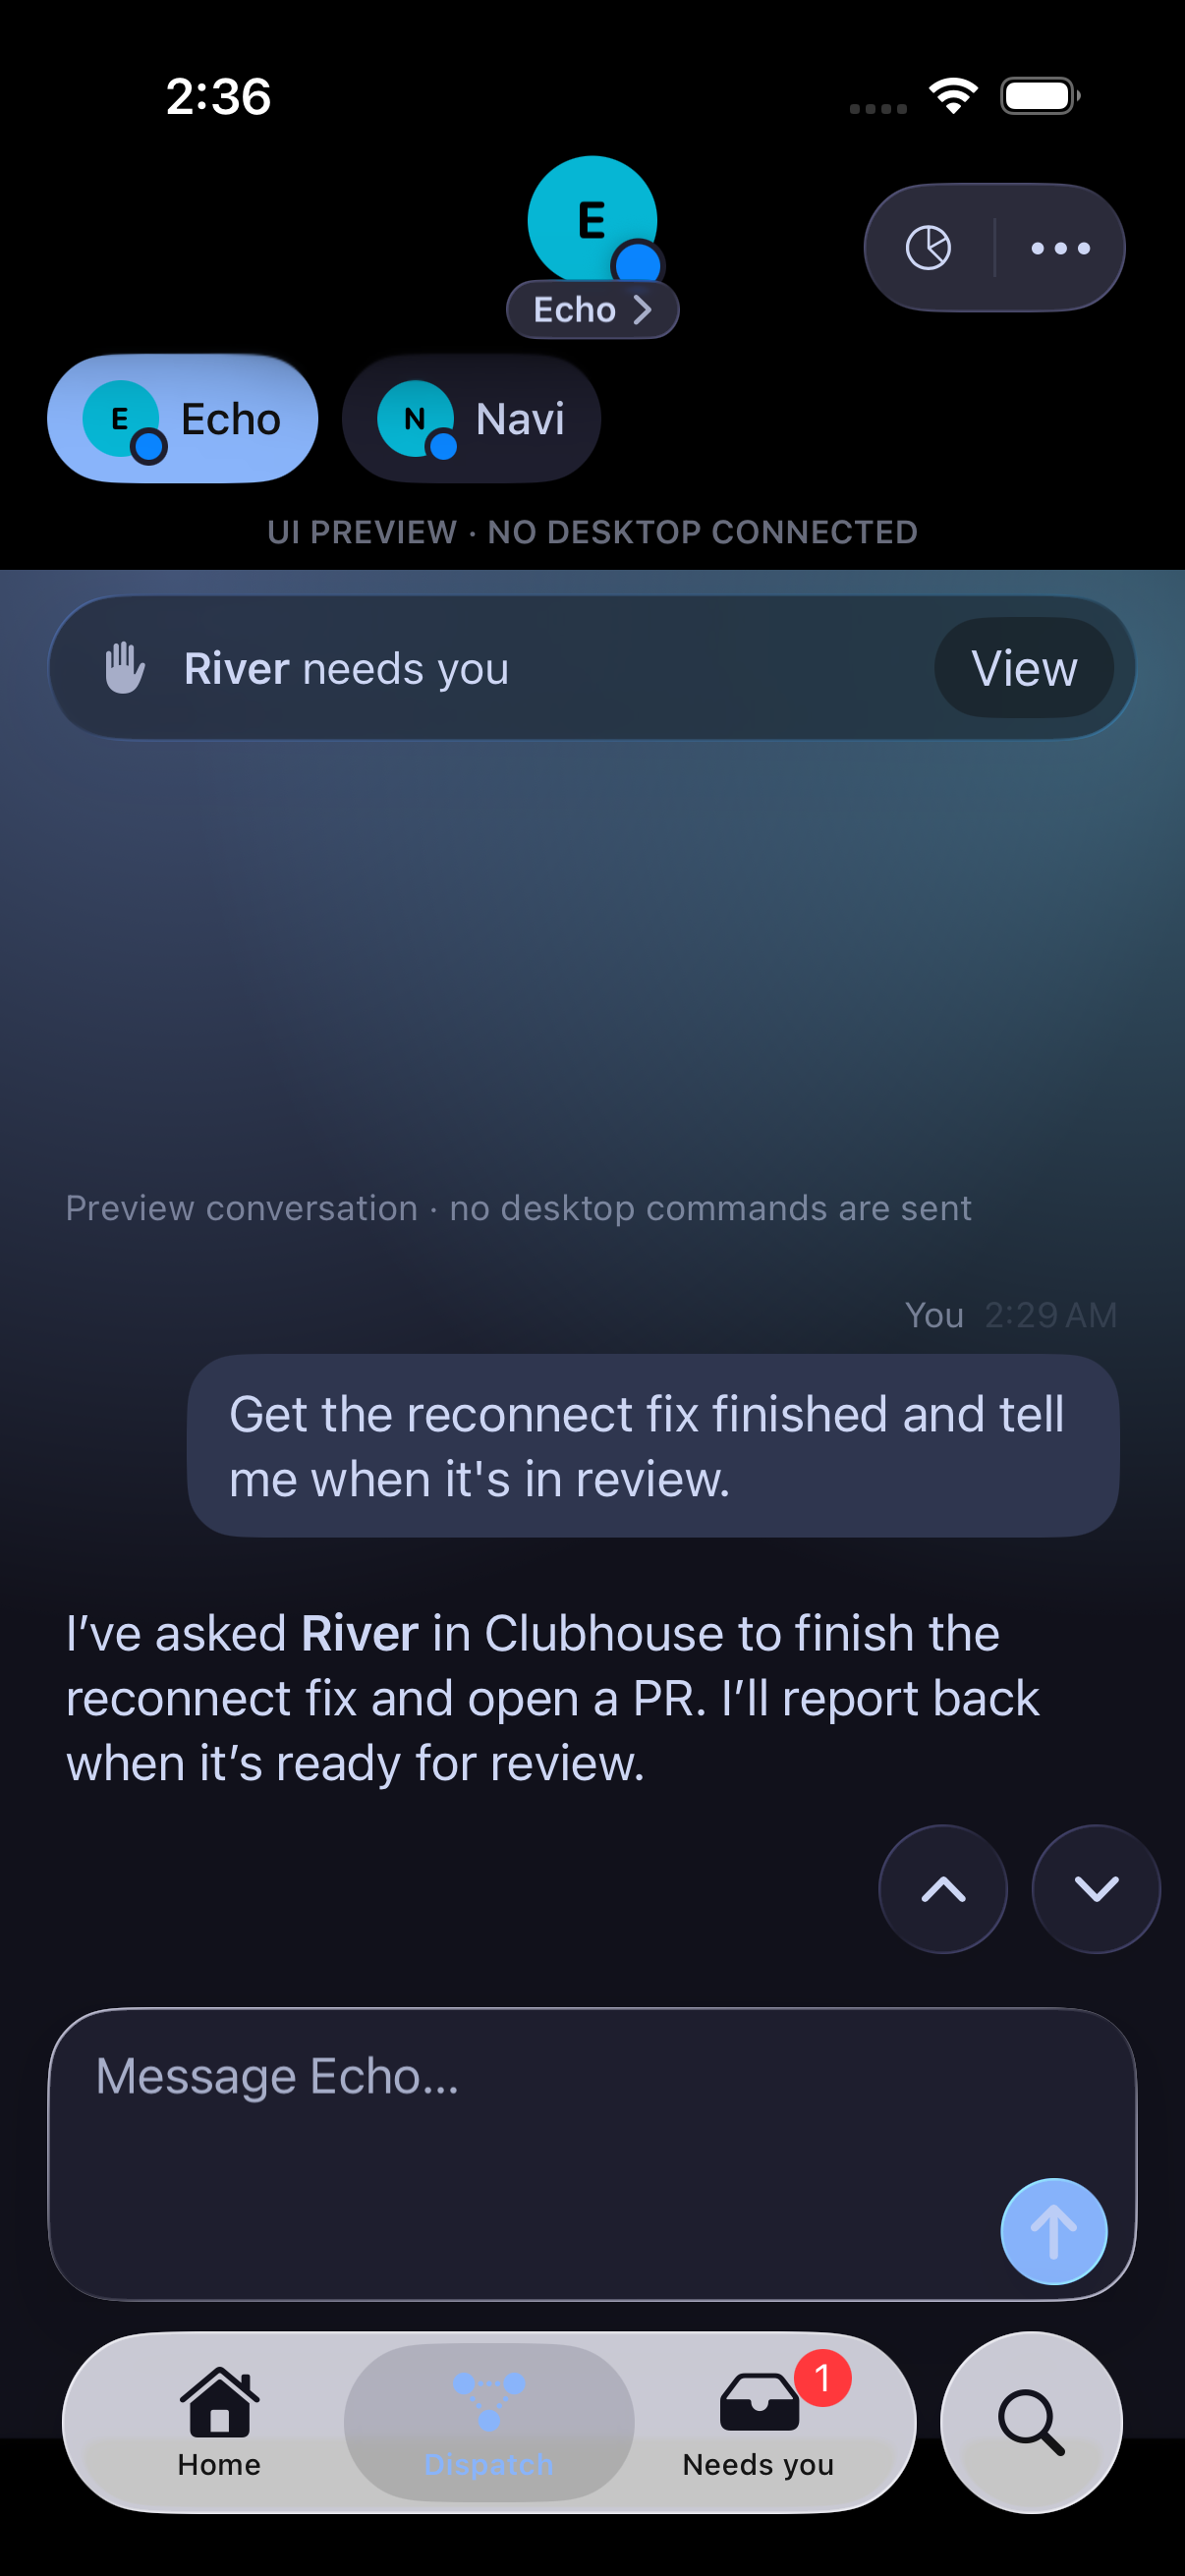 2:36
E
Echo
E Echo
N Navi
UI PREVIEW · NO DESKTOP CONNECTED
River needs you
View
Preview conversation · no desktop commands are sent
You 2:29 AM
Get the reconnect fix finished and tell
me when it's in review.
I’ve asked River in Clubhouse to finish the
reconnect fix and open a PR. I’ll report back
when it’s ready for review.
Message Echo...
1
Home
Dispatch
Needs you